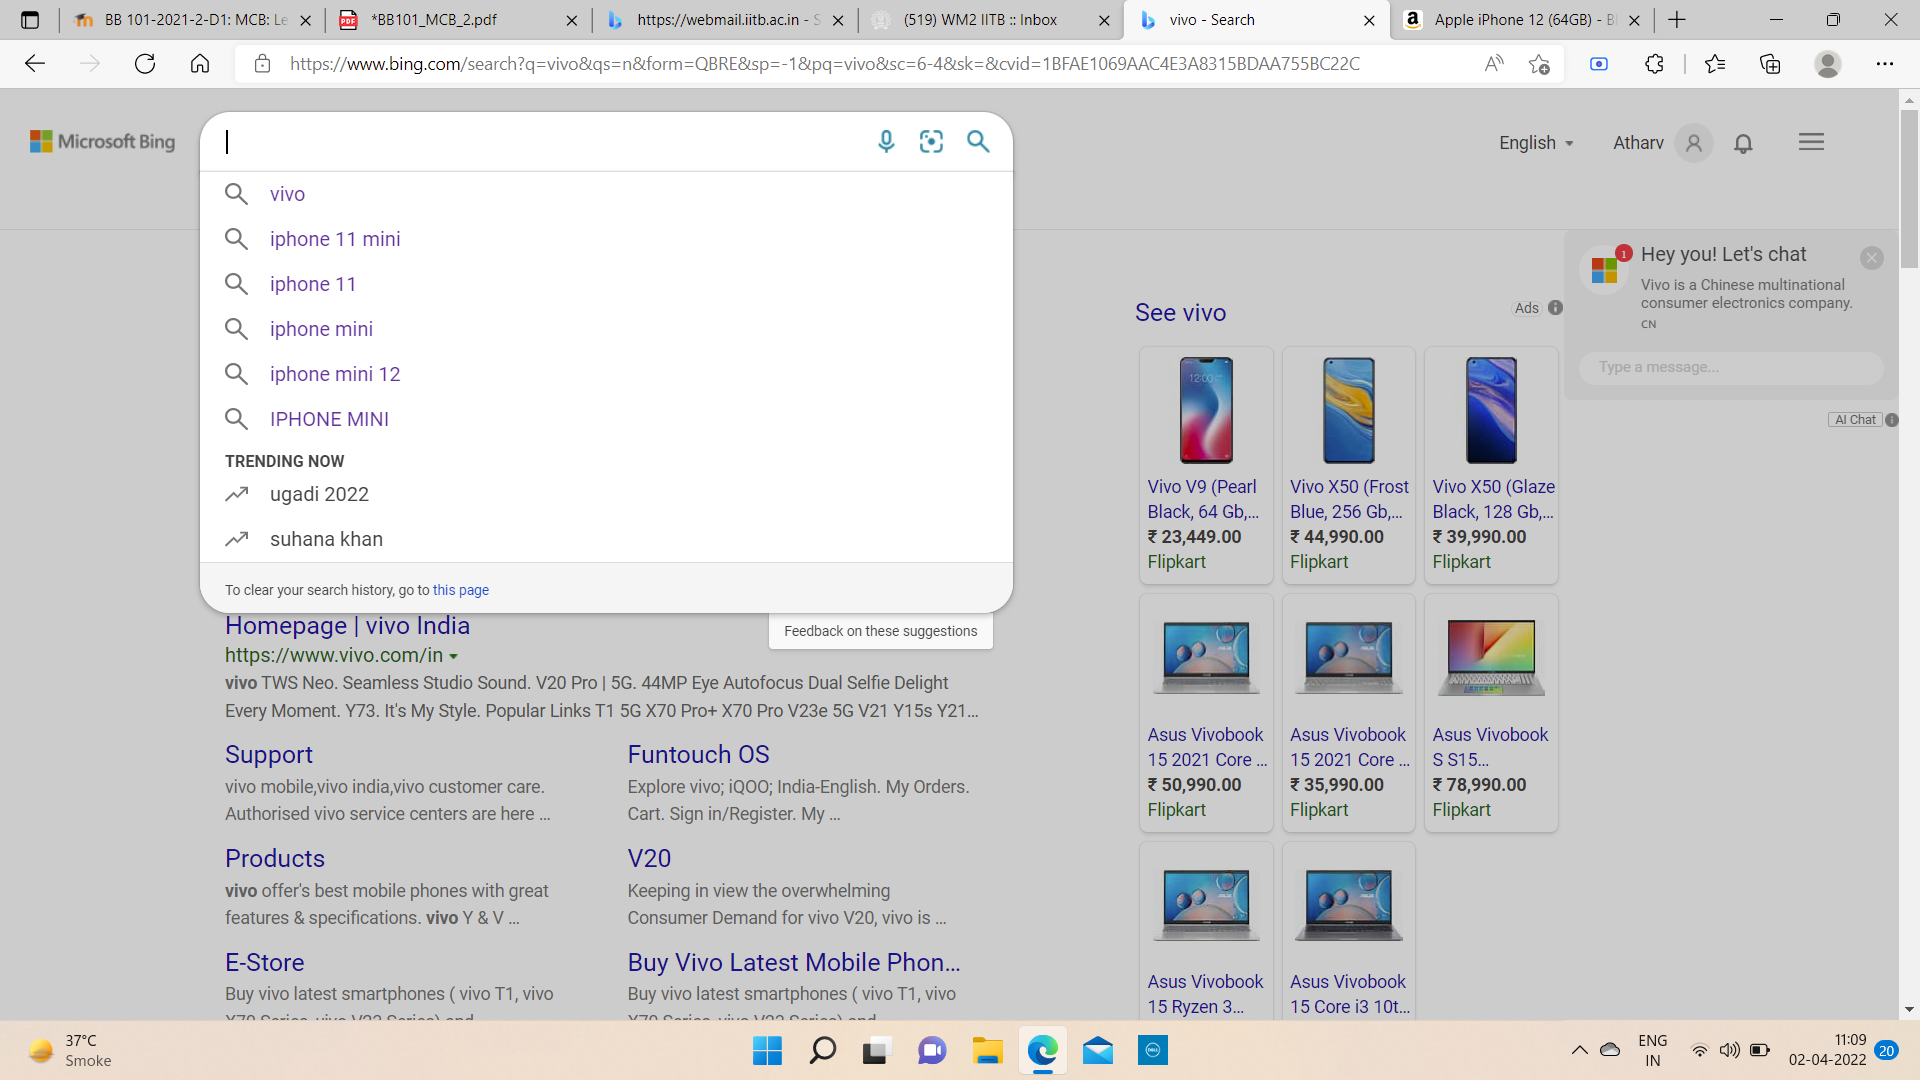 BB 101-2021-2-D1: MCB: Le
*BB101_MCB_2.pdf
https://webmail.iitb.ac.in - S
(519) WM2 IITB :: Inbox
vivo - Search
Apple iPhone 12 (64GB) - Bl
https://www.bing.com/search?q=vivo&qs=n&form=QBRE&sp=-1&pq=vivo&sc=6-4&sk=&cvid=1BFAE1069AAC4E3A8315BDAA755BC22C
Microsoft Bing
English
Atharv
vivo
iphone 11 mini
iphone 11
iphone mini
iphone mini 12
IPHONE MINI
TRENDING NOW
ugadi 2022
suhana khan
To clear your search history, go to this page
Feedback on these suggestions
Homepage | vivo India
https://www.vivo.com/in
vivo TWS Neo. Seamless Studio Sound. V20 Pro | 5G. 44MP Eye Autofocus Dual Selfie Delight
Every Moment. Y73. It's My Style. Popular Links T1 5G X70 Pro+ X70 Pro V23e 5G V21 Y15s Y21...
Support
vivo mobile,vivo india,vivo customer care.
Authorised vivo service centers are here ...
Funtouch OS
Explore vivo; iQOO; India-English. My Orders.
Cart. Sign in/Register. My ...
Products
vivo offer's best mobile phones with great
features & specifications. vivo Y & V ...
V20
Keeping in view the overwhelming
Consumer Demand for vivo V20, vivo is ...
E-Store
Buy vivo latest smartphones ( vivo T1, vivo
X70 Series, vivo V23 Series) and
Buy Vivo Latest Mobile Phon...
Buy vivo latest smartphones ( vivo T1, vivo
X70 Series, vivo V23 Series) and
See vivo
Ads
Vivo V9 (Pearl
Black, 64 Gb,...
₹ 23,449.00
Flipkart
Vivo X50 (Frost
Blue, 256 Gb,...
₹ 44,990.00
Flipkart
Vivo X50 (Glaze
Black, 128 Gb,...
₹ 39,990.00
Flipkart
Asus Vivobook
15 2021 Core ...
₹ 50,990.00
Flipkart
Asus Vivobook
15 2021 Core ...
₹ 35,990.00
Flipkart
Asus Vivobook
S S15...
₹ 78,990.00
Flipkart
Asus Vivobook
15 Ryzen 3...
Asus Vivobook
15 Core i3 10t...
1
Hey you! Let's chat
Vivo is a Chinese multinational
consumer electronics company.
CN
Type a message...
AI Chat
37°C
Smoke
ENG
IN
11:09
02-04-2022
20